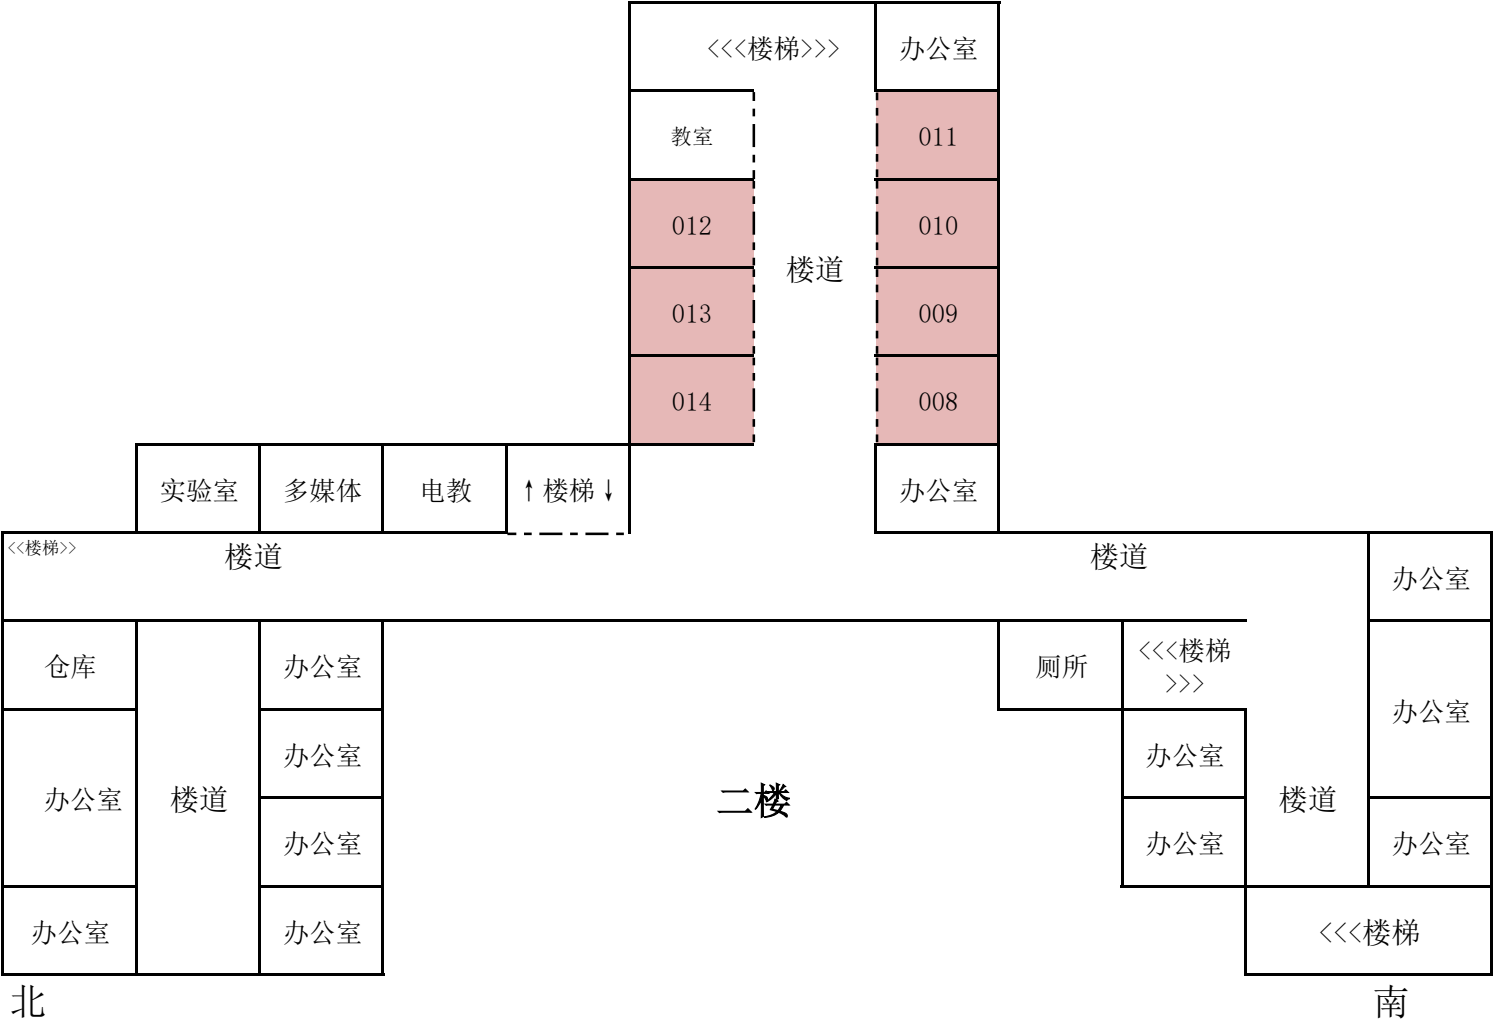 <<<楼梯>>>
办公室
教室
011
012
010
楼道
013
009
014
008
实验室
多媒体
电教
↑楼梯↓
办公室
<<楼梯>>
楼道
楼道
办公室
仓库
办公室
厕所
<<<楼梯
>>>
办公室
办公室
办公室
办公室
楼道
二楼
楼道
办公室
办公室
办公室
办公室
办公室
<<<楼梯
北
南